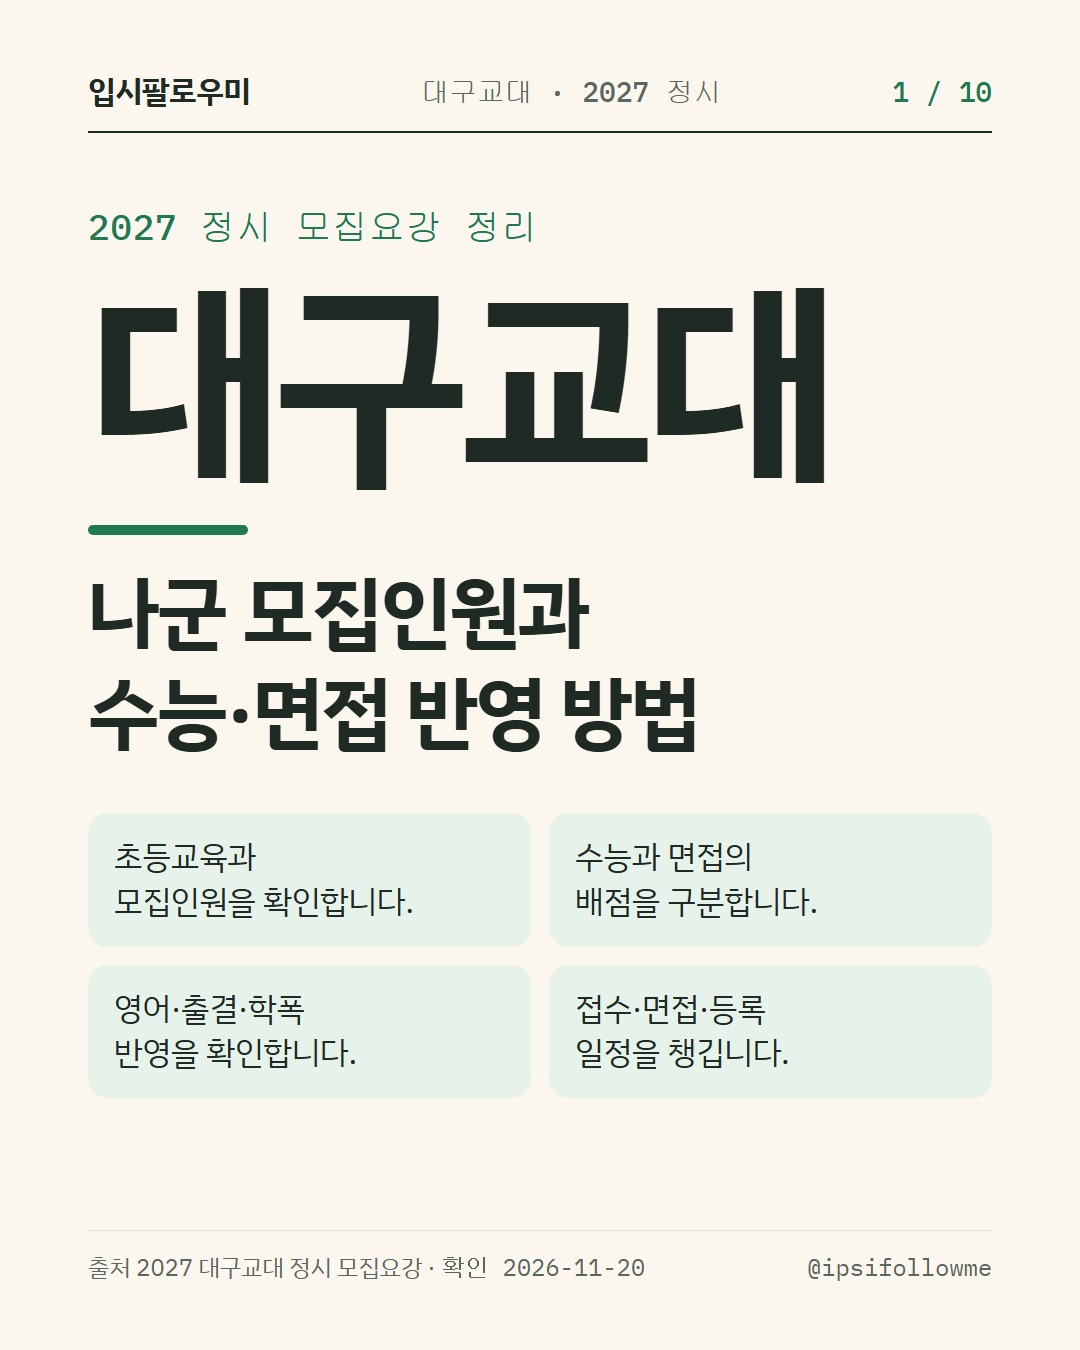 입시팔로우미
대구교대 · 2027 정시
1 / 10
2027 정시 모집요강 정리
대구교대
나군 모집인원과
수능·면접 반영 방법
초등교육과
모집인원을 확인합니다.
수능과 면접의
배점을 구분합니다.
영어·출결·학폭
반영을 확인합니다.
접수·면접·등록
일정을 챙깁니다.
출처 2027 대구교대 정시 모집요강 · 확인 2026-11-20
@ipsifollowme